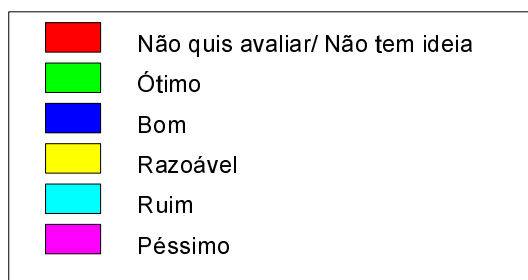 Não quis avaliar/ Não tem ideia
Ótimo
Bom
Razoável
Ruim
Péssimo